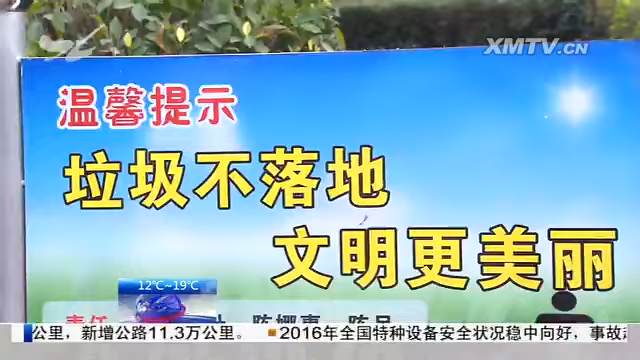 XMTV.CN
温馨提示
垃圾不落地
文明更美丽
12℃~19℃
责任
公里，新增公路11.3万公里。 ■2016年全国特种设备安全状况稳中向好，事故